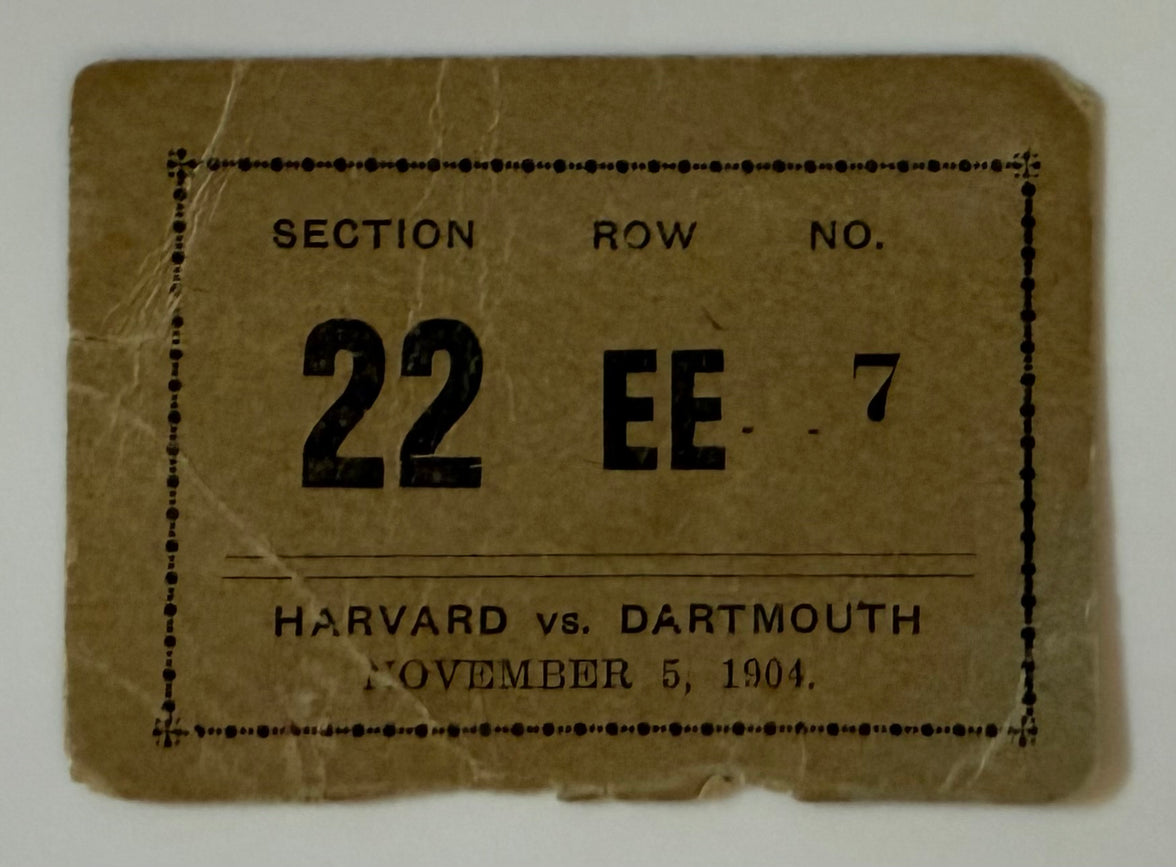 SECTION ROW NO.
22 EE - - 7
HARVARD vs. DARTMOUTH
NOVEMBER 5, 1904.